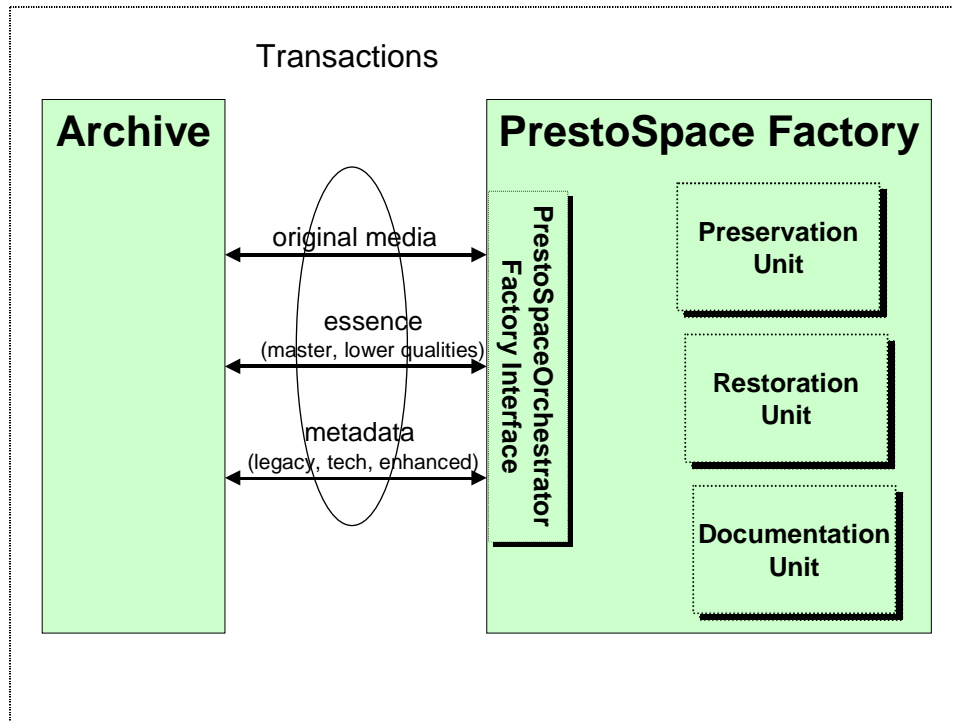 Transactions
Archive
PrestoSpace Factory
original media
essence
(master, lower qualities)
metadata
(legacy, tech, enhanced)
PrestoSpaceOrchestrator
Factory Interface
Preservation
Unit
Restoration
Unit
Documentation
Unit